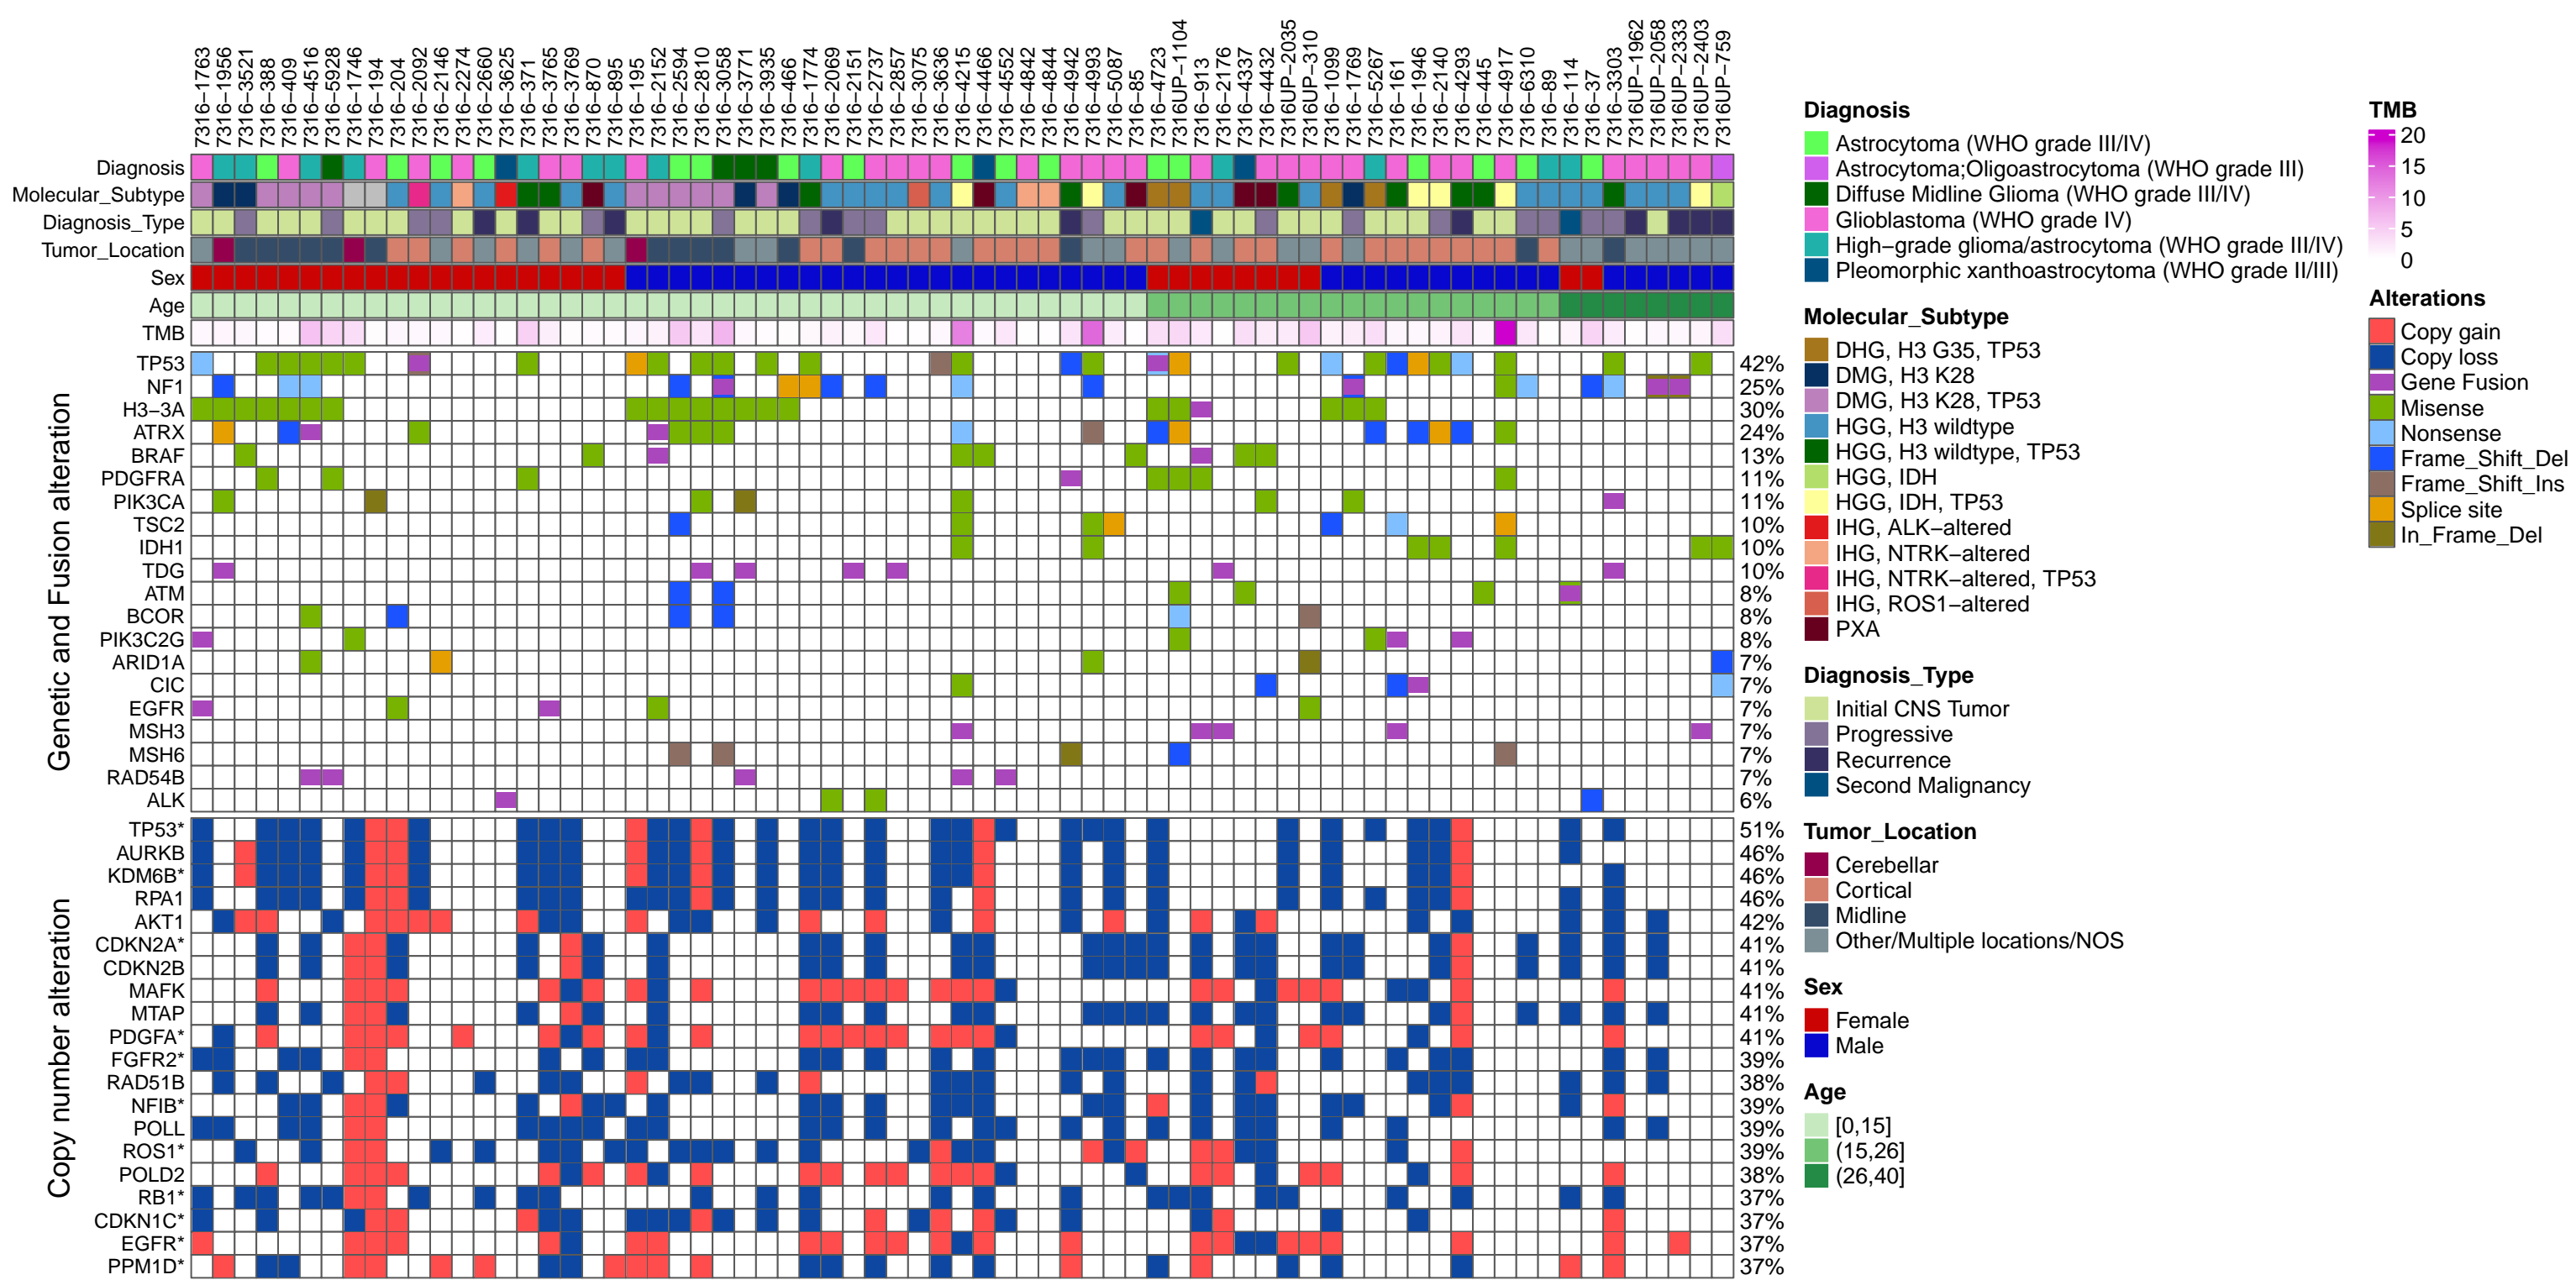 7316−1763
7316−1956
7316−3521
7316−388
7316−409
7316−4516
7316−5928
7316−1746
7316−194
7316−204
7316−2092
7316−2146
7316−2274
7316−2660
7316−3625
7316−371
7316−3765
7316−3769
7316−870
7316−895
7316−195
7316−2152
7316−2594
7316−2810
7316−3058
7316−3771
7316−3935
7316−466
7316−1774
7316−2069
7316−2151
7316−2737
7316−2857
7316−3075
7316−3636
7316−4215
7316−4466
7316−4552
7316−4842
7316−4844
7316−4942
7316−4993
7316−5087
7316−85
7316−4723
7316UP−1104
7316−913
7316−2176
7316−4337
7316−4432
7316UP−2035
7316UP−310
7316−1099
7316−1769
7316−5267
7316−161
7316−1946
7316−2140
7316−4293
7316−445
7316−4917
7316−6310
7316−89
7316−114
7316−37
7316−3303
7316UP−1962
7316UP−2058
7316UP−2333
7316UP−2403
7316UP−759
Diagnosis
Molecular_Subtype
Diagnosis_Type
Tumor_Location
Sex
Age
TMB
Genetic and Fusion alteration
TP53 42%
NF1 25%
H3−3A 30%
ATRX 24%
BRAF 13%
PDGFRA 11%
PIK3CA 11%
TSC2 10%
IDH1 10%
TDG 10%
ATM 8%
BCOR 8%
PIK3C2G 8%
ARID1A 7%
CIC 7%
EGFR 7%
MSH3 7%
MSH6 7%
RAD54B 7%
ALK 6%
Copy number alteration
TP53* 51%
AURKB 46%
KDM6B* 46%
RPA1 46%
AKT1 42%
CDKN2A* 41%
CDKN2B 41%
MAFK 41%
MTAP 41%
PDGFA* 41%
FGFR2* 39%
RAD51B 38%
NFIB* 39%
POLL 39%
ROS1* 39%
POLD2 38%
RB1* 37%
CDKN1C* 37%
EGFR* 37%
PPM1D* 37%
Diagnosis
Astrocytoma (WHO grade III/IV)
Astrocytoma;Oligoastrocytoma (WHO grade III)
Diffuse Midline Glioma (WHO grade III/IV)
Glioblastoma (WHO grade IV)
High−grade glioma/astrocytoma (WHO grade III/IV)
Pleomorphic xanthoastrocytoma (WHO grade II/III)
Molecular_Subtype
DHG, H3 G35, TP53
DMG, H3 K28
DMG, H3 K28, TP53
HGG, H3 wildtype
HGG, H3 wildtype, TP53
HGG, IDH
HGG, IDH, TP53
IHG, ALK−altered
IHG, NTRK−altered
IHG, NTRK−altered, TP53
IHG, ROS1−altered
PXA
Diagnosis_Type
Initial CNS Tumor
Progressive
Recurrence
Second Malignancy
Tumor_Location
Cerebellar
Cortical
Midline
Other/Multiple locations/NOS
Sex
Female
Male
Age
[0,15]
(15,26]
(26,40]
TMB
20
15
10
5
0
Alterations
Copy gain
Copy loss
Gene Fusion
Misense
Nonsense
Frame_Shift_Del
Frame_Shift_Ins
Splice site
In_Frame_Del